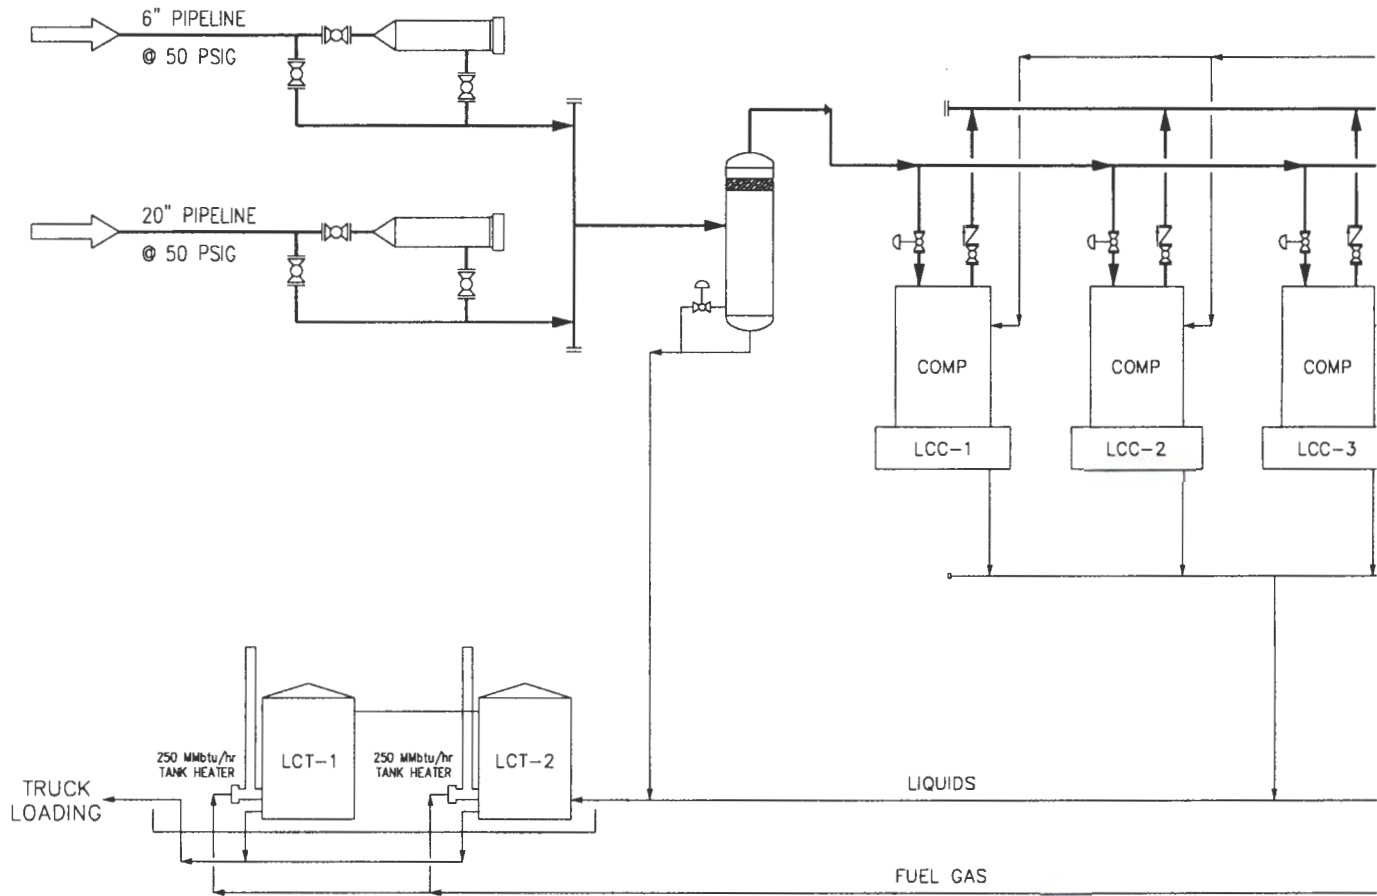 6" PIPELINE
@ 50 PSIG
20" PIPELINE
@ 50 PSIG
COMP
COMP
COMP
LCC-1
LCC-2
LCC-3
250 MMbtu/hr
TANK HEATER
LCT-1
250 MMbtu/hr
TANK HEATER
LCT-2
TRUCK
LOADING
LIQUIDS
FUEL GAS